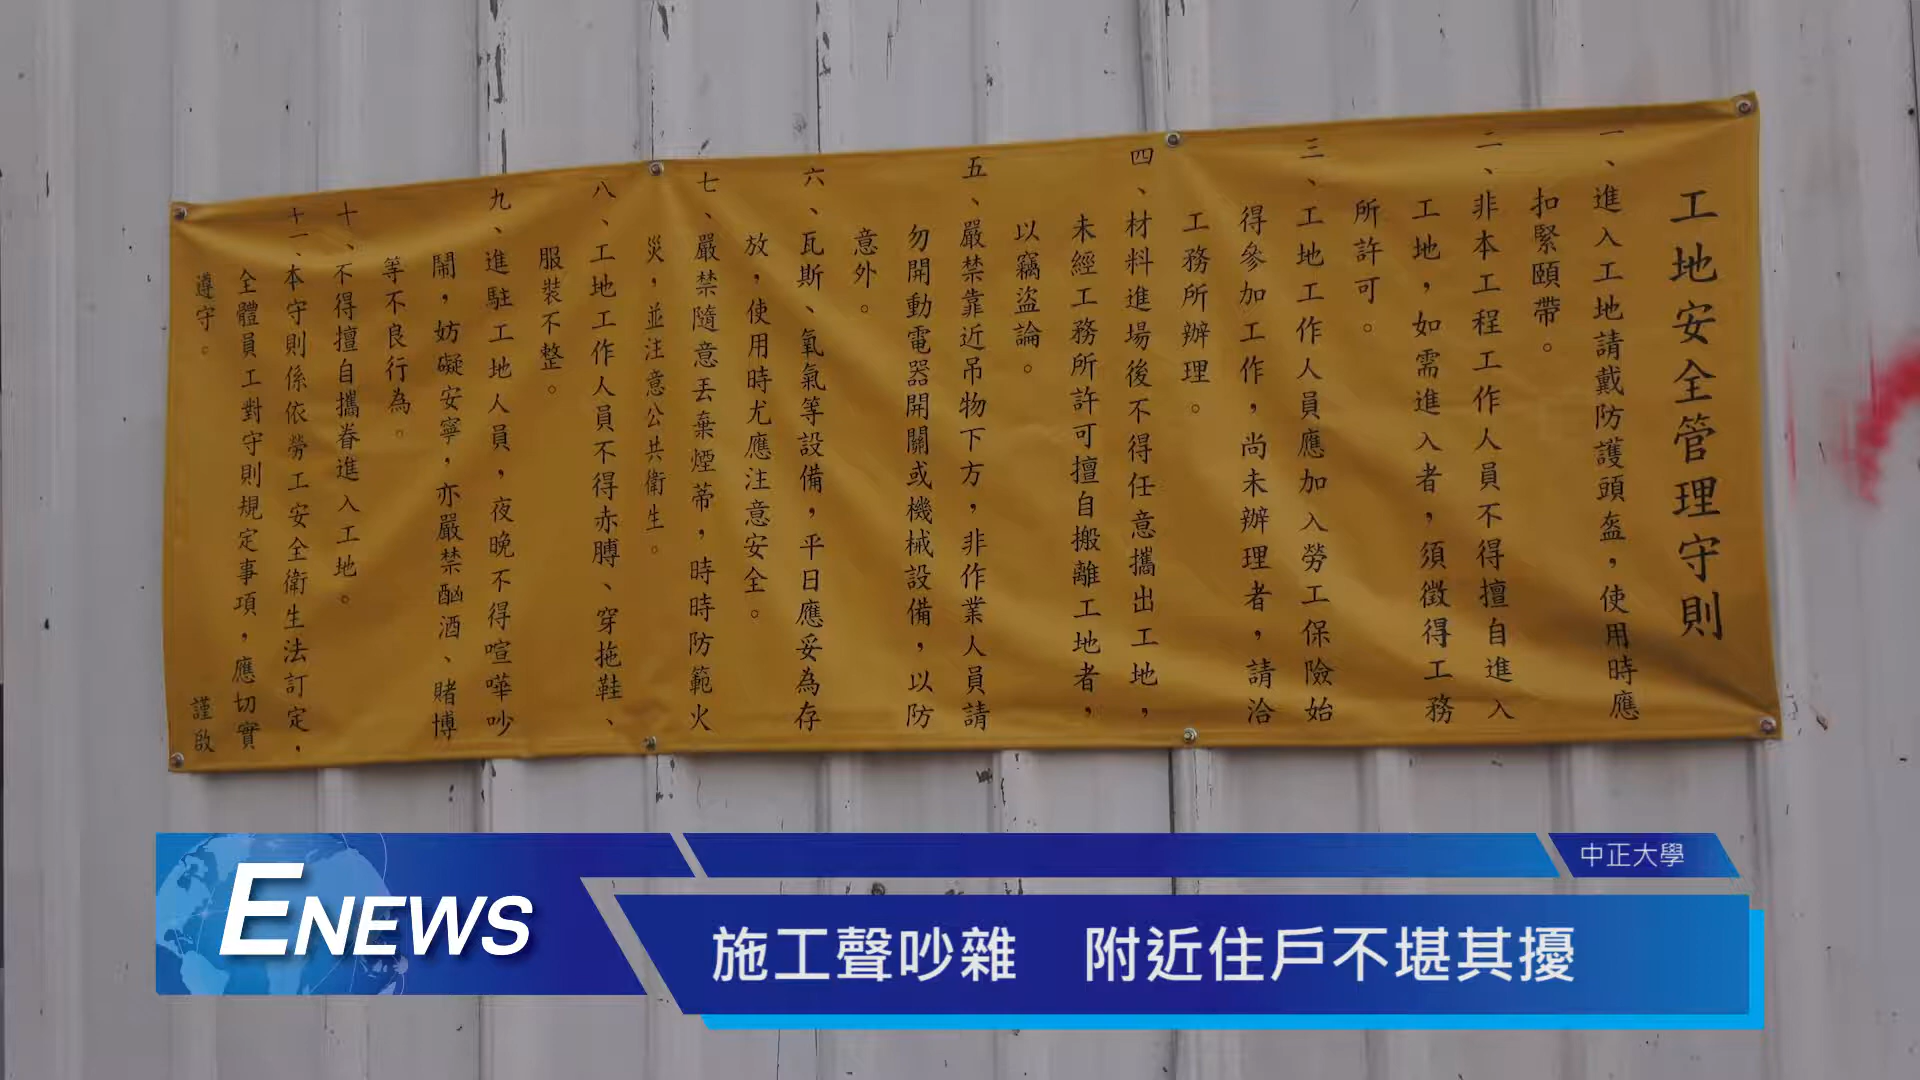 工地安全管理守則
一、進入工地請戴防護頭盔，使用時應
扣緊頤帶。
二、非本工程工作人員不得擅自進入
工地，如需進入者，須徵得工務
所許可。
三、工地工作人員應加入勞工保險始
得參加工作，尚未辦理者，請洽
工務所辦理。
四、材料進場後不得任意攜出工地，
未經工務所許可擅自搬離工地者，
以竊盜論。
五、嚴禁靠近吊物下方，非作業人員請
勿開動電器開關或機械設備，以防
意外。
六、瓦斯、氧氣等設備，平日應妥為存
放，使用時尤應注意安全。
七、嚴禁隨意丟棄煙蒂，時時防範火
災，並注意公共衛生。
八、工地工作人員不得赤膊、穿拖鞋、
服裝不整。
九、進駐工地人員，夜晚不得喧嘩吵
鬧，妨礙安寧，亦嚴禁酗酒、賭博
等不良行為。
十、不得擅自攜眷進入工地。
十一、本守則係依勞工安全衛生法訂定，
全體員工對守則規定事項，應切實
遵守。
謹啟
中正大學
ENEWS
施工聲吵雜　附近住戶不堪其擾